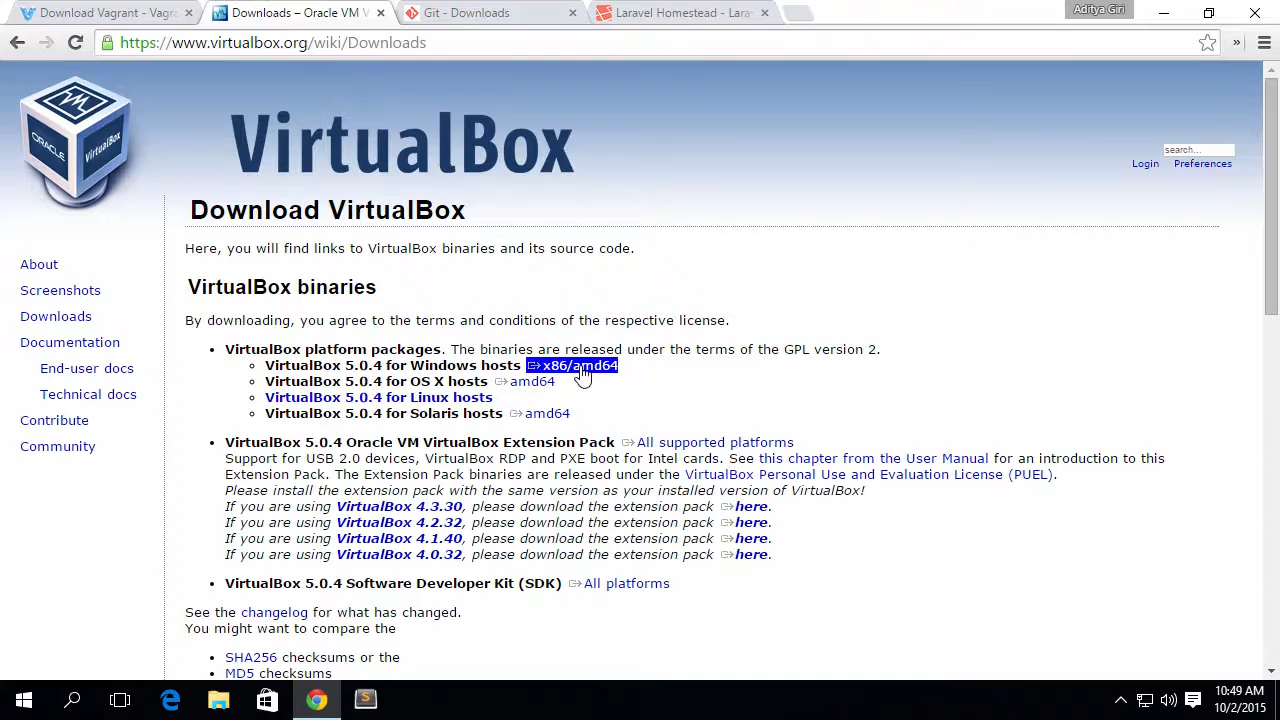 Download Vagrant - Vagra
Downloads – Oracle VM V
Git - Downloads
Laravel Homestead - Lara
Aditya Giri
https://www.virtualbox.org/wiki/Downloads
ORACLE
VirtualBox
VirtualBox
search...
Login Preferences
Download VirtualBox
Here, you will find links to VirtualBox binaries and its source code.
About
Screenshots
Downloads
Documentation
End-user docs
Technical docs
Contribute
Community
VirtualBox binaries
By downloading, you agree to the terms and conditions of the respective license.
VirtualBox platform packages. The binaries are released under the terms of the GPL version 2.
VirtualBox 5.0.4 for Windows hosts x86/amd64
VirtualBox 5.0.4 for OS X hosts amd64
VirtualBox 5.0.4 for Linux hosts
VirtualBox 5.0.4 for Solaris hosts amd64
VirtualBox 5.0.4 Oracle VM VirtualBox Extension Pack All supported platforms
Support for USB 2.0 devices, VirtualBox RDP and PXE boot for Intel cards. See this chapter from the User Manual for an introduction to this
Extension Pack. The Extension Pack binaries are released under the VirtualBox Personal Use and Evaluation License (PUEL).
Please install the extension pack with the same version as your installed version of VirtualBox!
If you are using VirtualBox 4.3.30, please download the extension pack here.
If you are using VirtualBox 4.2.32, please download the extension pack here.
If you are using VirtualBox 4.1.40, please download the extension pack here.
If you are using VirtualBox 4.0.32, please download the extension pack here.
VirtualBox 5.0.4 Software Developer Kit (SDK) All platforms
See the changelog for what has changed.
You might want to compare the
SHA256 checksums or the
MD5 checksums
10:49 AM
10/2/2015